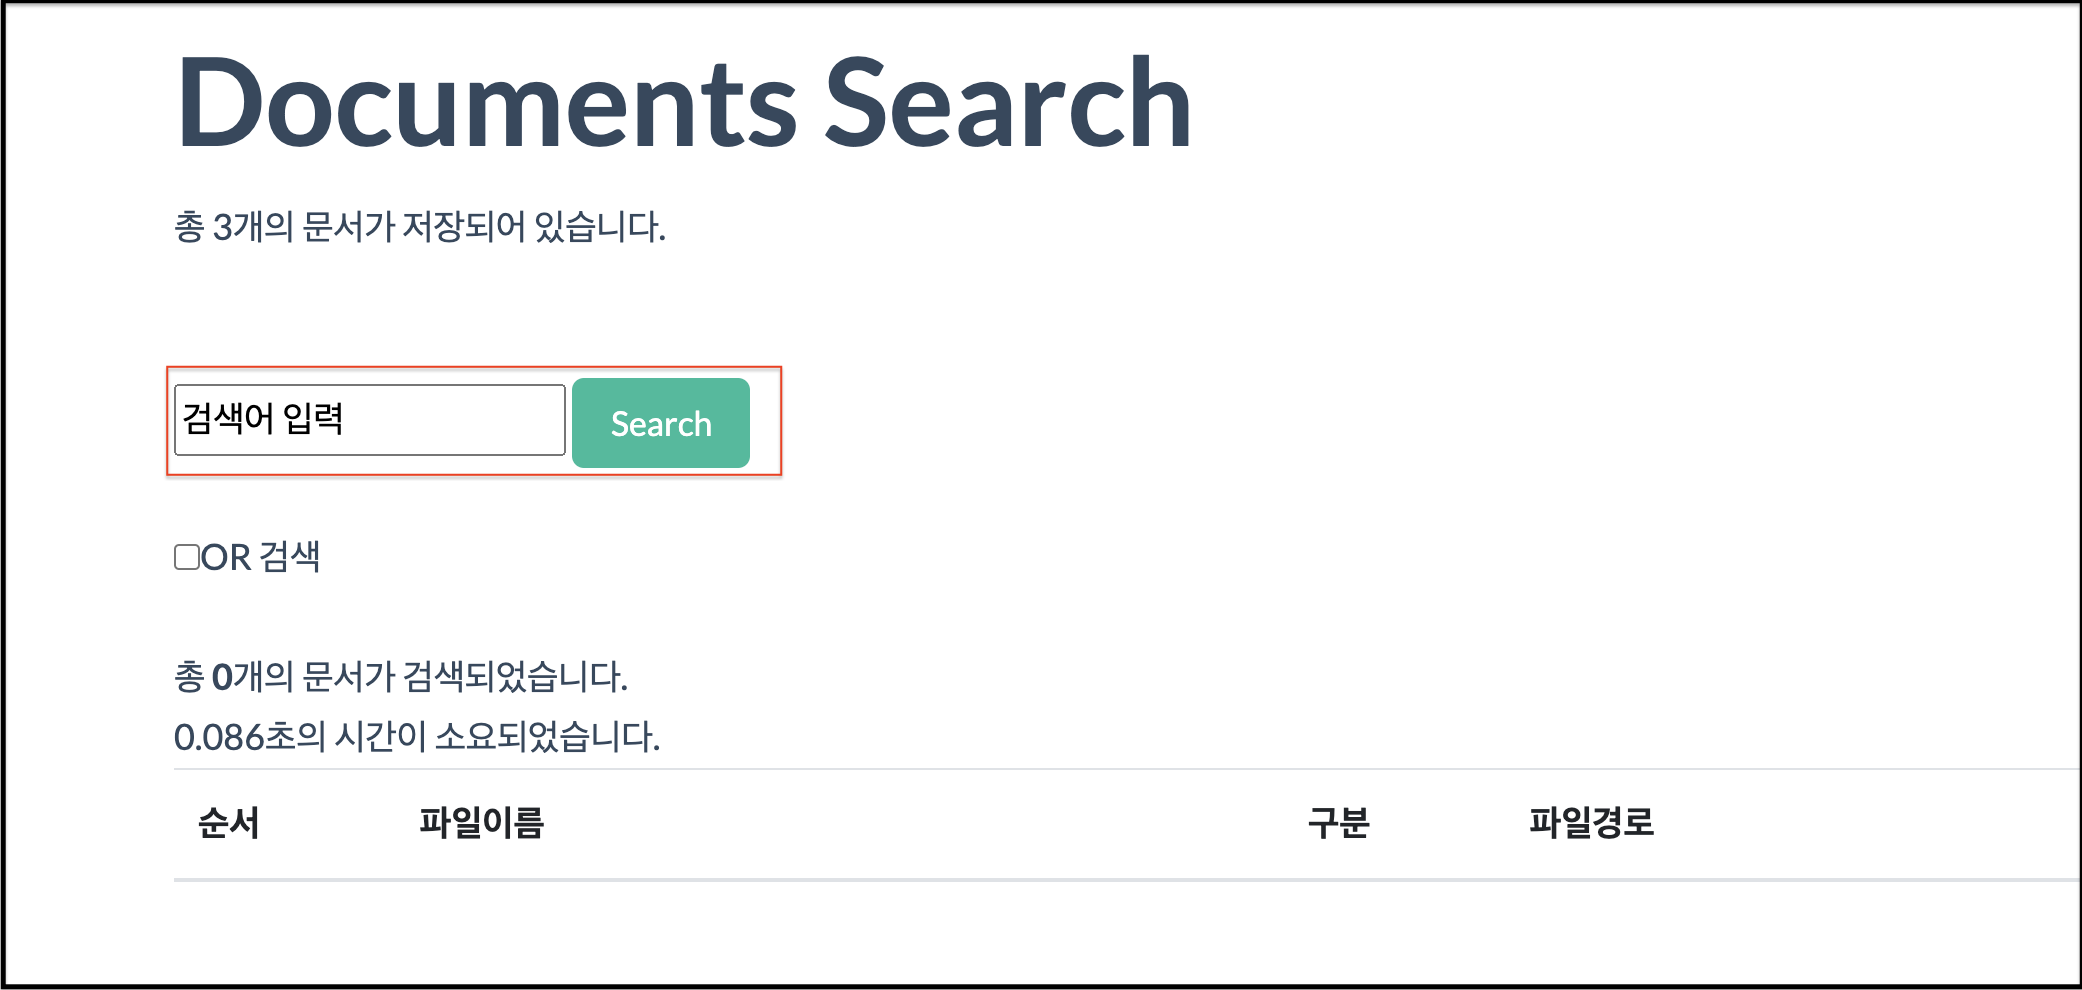 Documents Search
총 3개의 문서가 저장되어 있습니다.
검색어 입력 Search
OR 검색
총 0개의 문서가 검색되었습니다.
0.086초의 시간이 소요되었습니다.
순서 파일이름 구분 파일경로